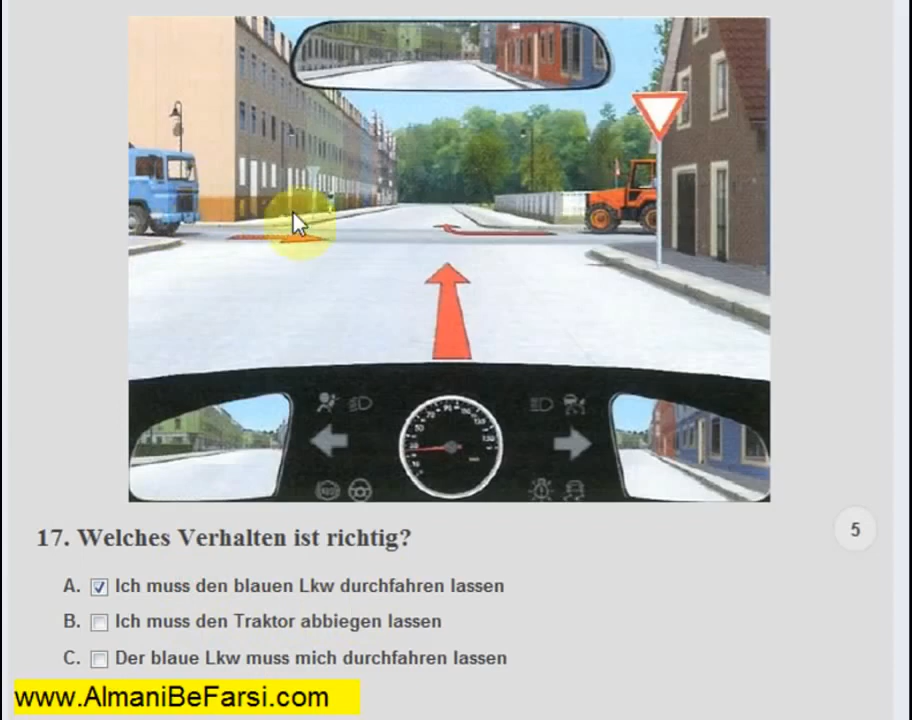 17. Welches Verhalten ist richtig?
5
A. Ich muss den blauen Lkw durchfahren lassen
B. Ich muss den Traktor abbiegen lassen
C. Der blaue Lkw muss mich durchfahren lassen
www.AlmaniBeFarsi.com